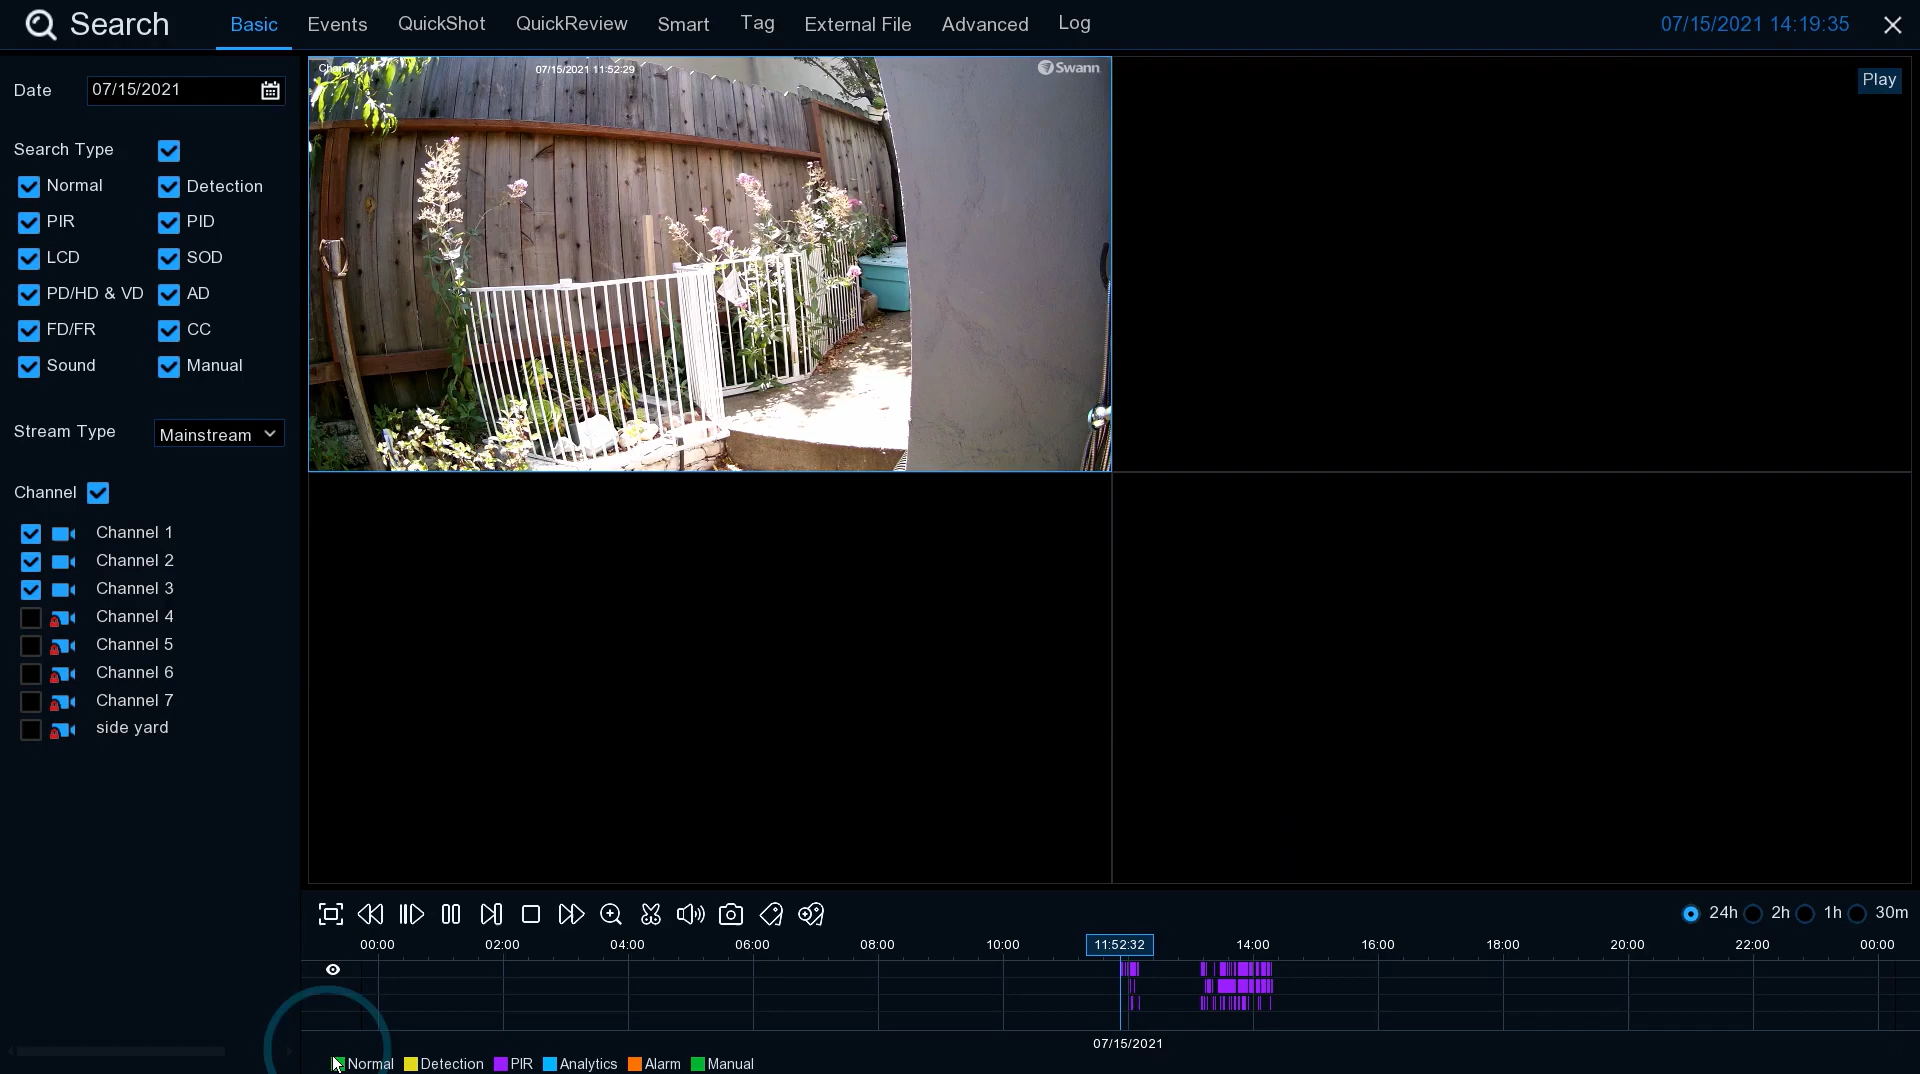 Search Basic Events QuickShot QuickReview Smart Tag External File Advanced Log 07/15/2021 14:19:35
Date 07/15/2021
Search Type
Normal Detection
PIR PID
LCD SOD
PD/HD & VD AD
FD/FR CC
Sound Manual
Stream Type Mainstream
Channel
Channel 1
Channel 2
Channel 3
Channel 4
Channel 5
Channel 6
Channel 7
side yard
07/15/2021 11:52:29 Swann
Play
24h 2h 1h 30m
00:00 02:00 04:00 06:00 08:00 10:00 11:52:32 14:00 16:00 18:00 20:00 22:00 00:00
07/15/2021
Normal Detection PIR Analytics Alarm Manual